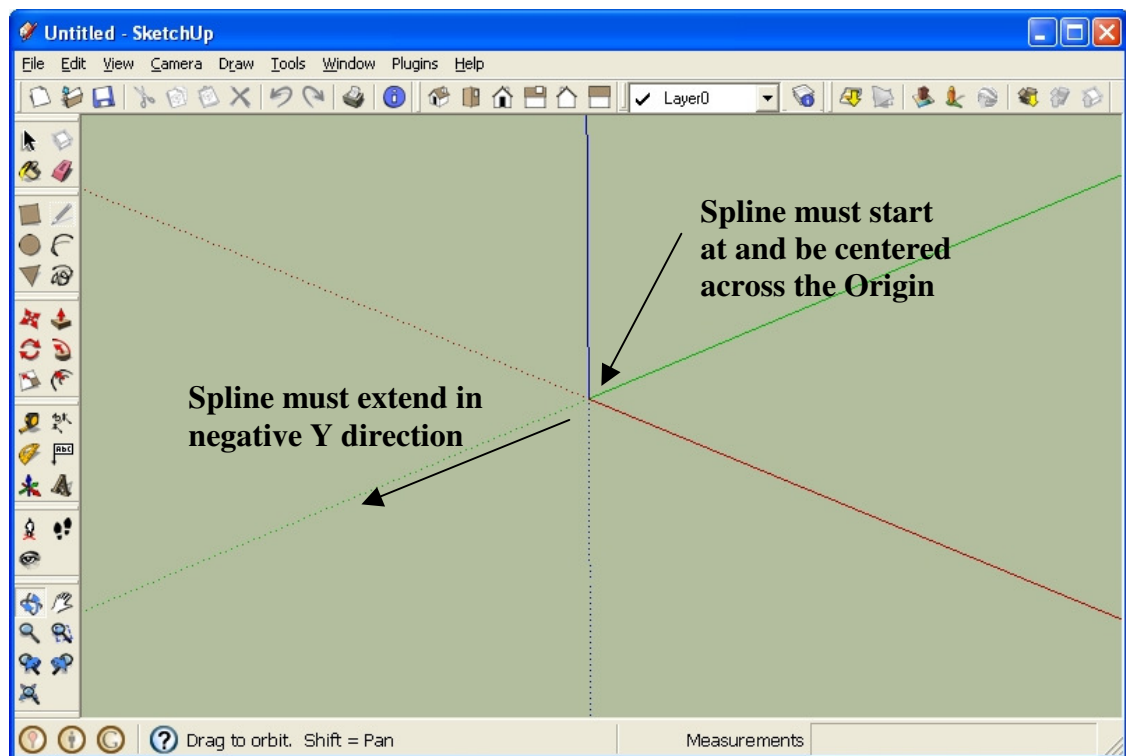 Untitled - SketchUp
File Edit View Camera Draw Tools Window Plugins Help
Layer0
Spline must start
at and be centered
across the Origin
Spline must extend in
negative Y direction
Abc
Drag to orbit. Shift = Pan
Measurements